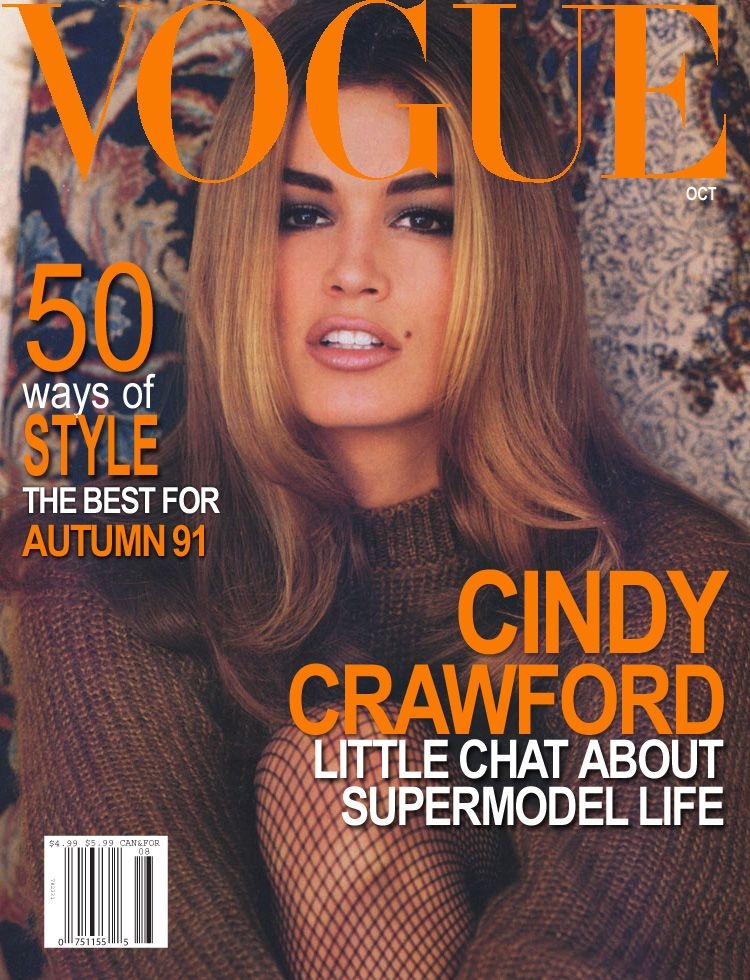 VOGUE
OCT
50
ways of
STYLE
THE BEST FOR
AUTUMN 91
CINDY
CRAWFORD
LITTLE CHAT ABOUT
SUPERMODEL LIFE
$4.99 $5.99 CAN&FOR
08
0 751155 5